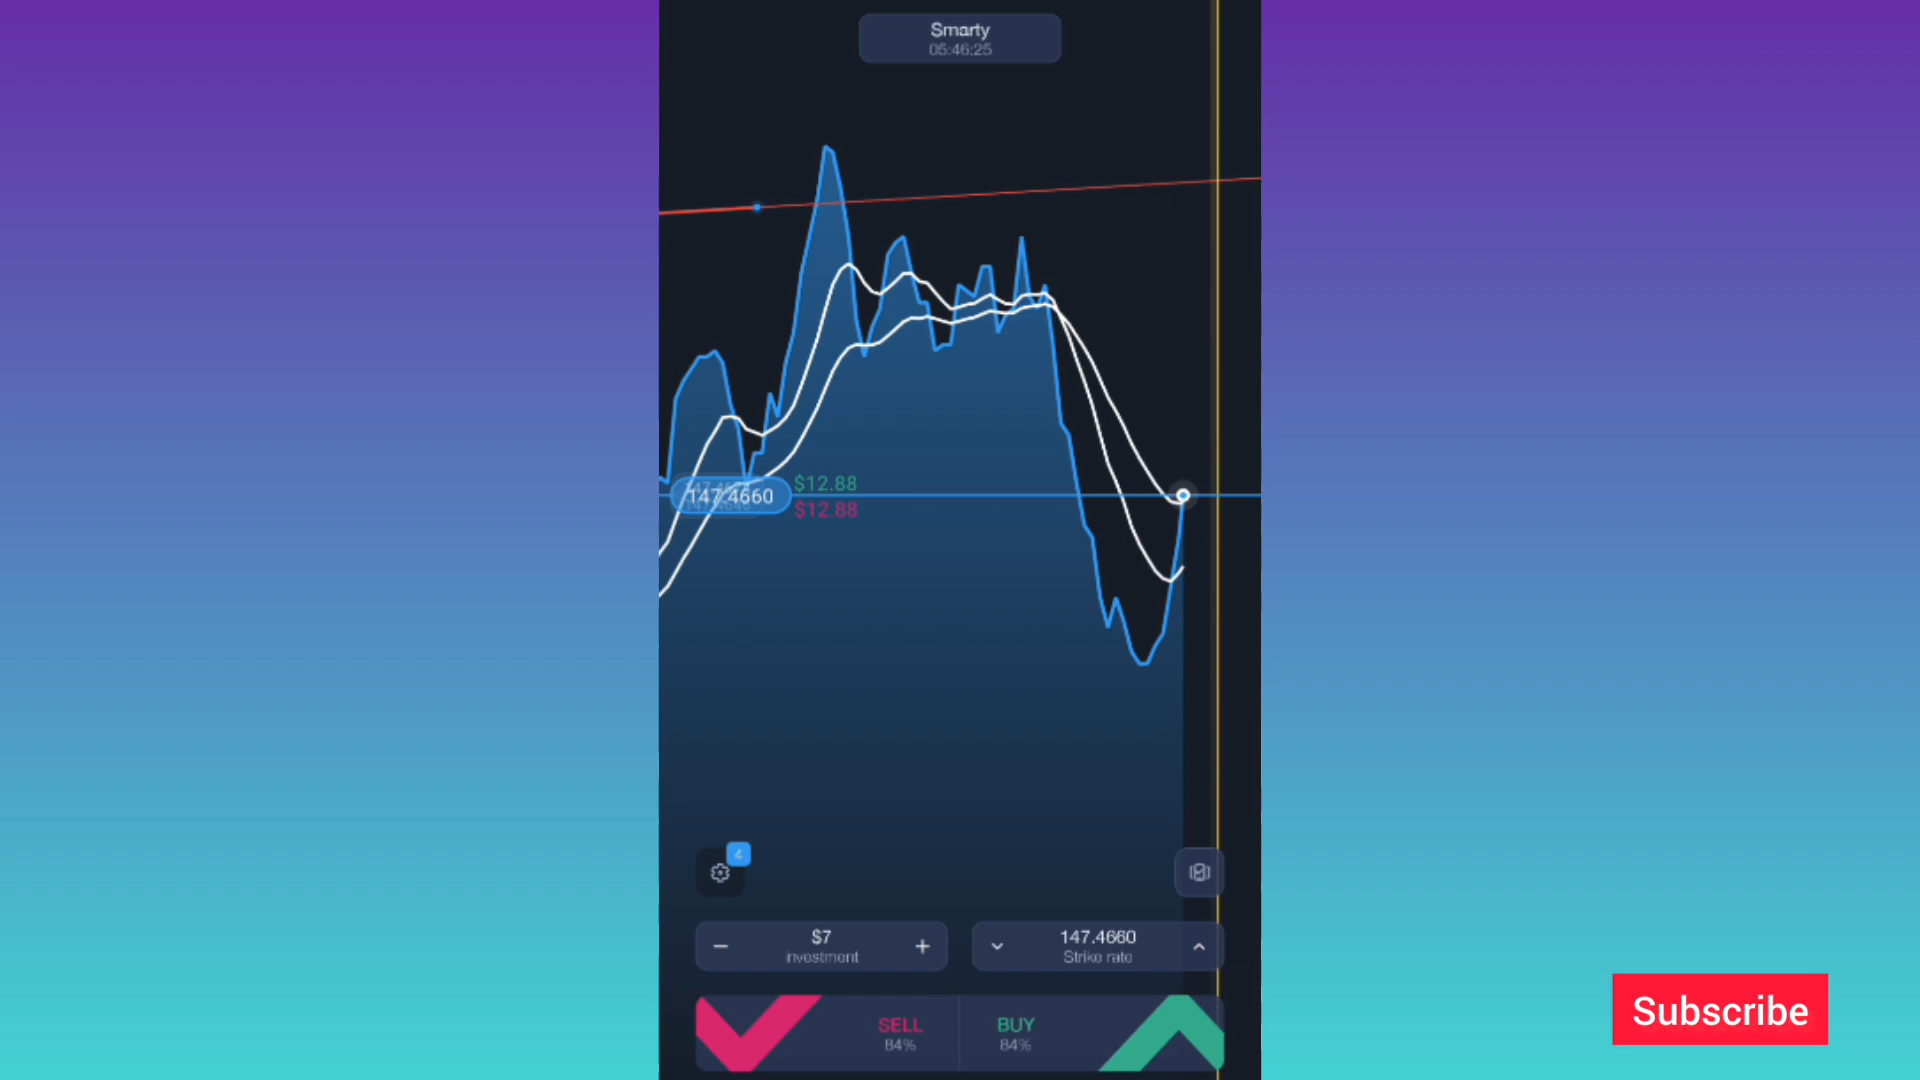 Smarty
05:46:25
$12.88
147.4660
$12.88
4
$7
investment
147.4660
Strike rate
SELL
84%
BUY
84%
Subscribe